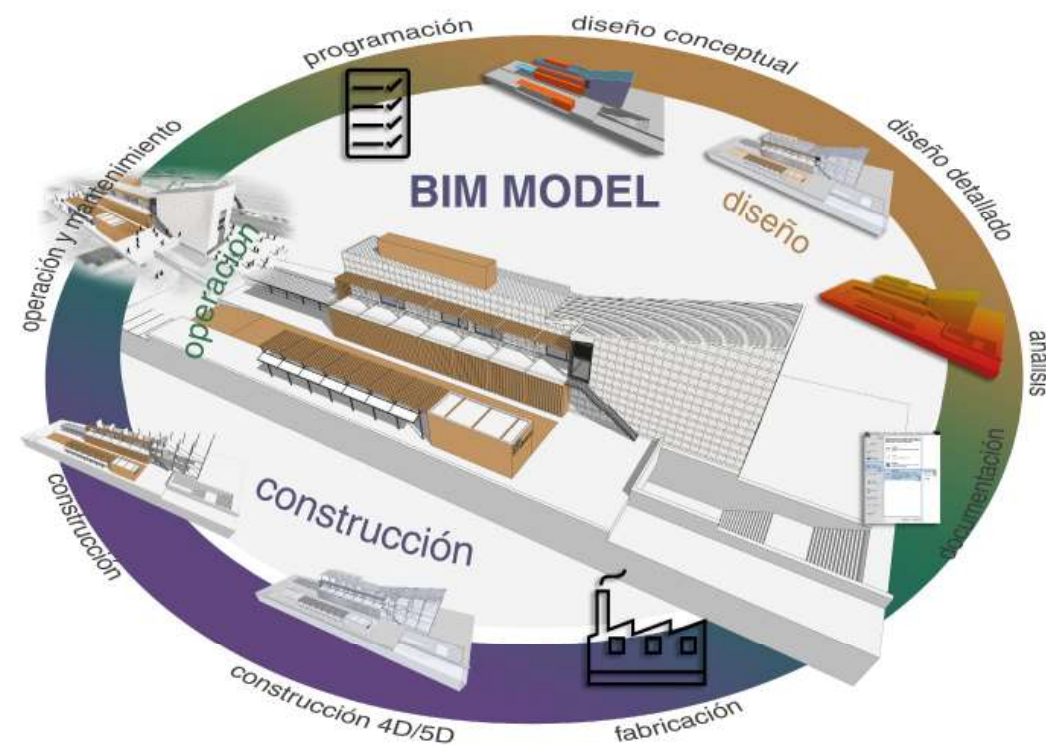 programación
diseño conceptual
diseño detallado
análisis
documentación
fabricación
construcción 4D/5D
construcción
operación y mantenimiento
BIM MODEL
diseño
construcción
operación